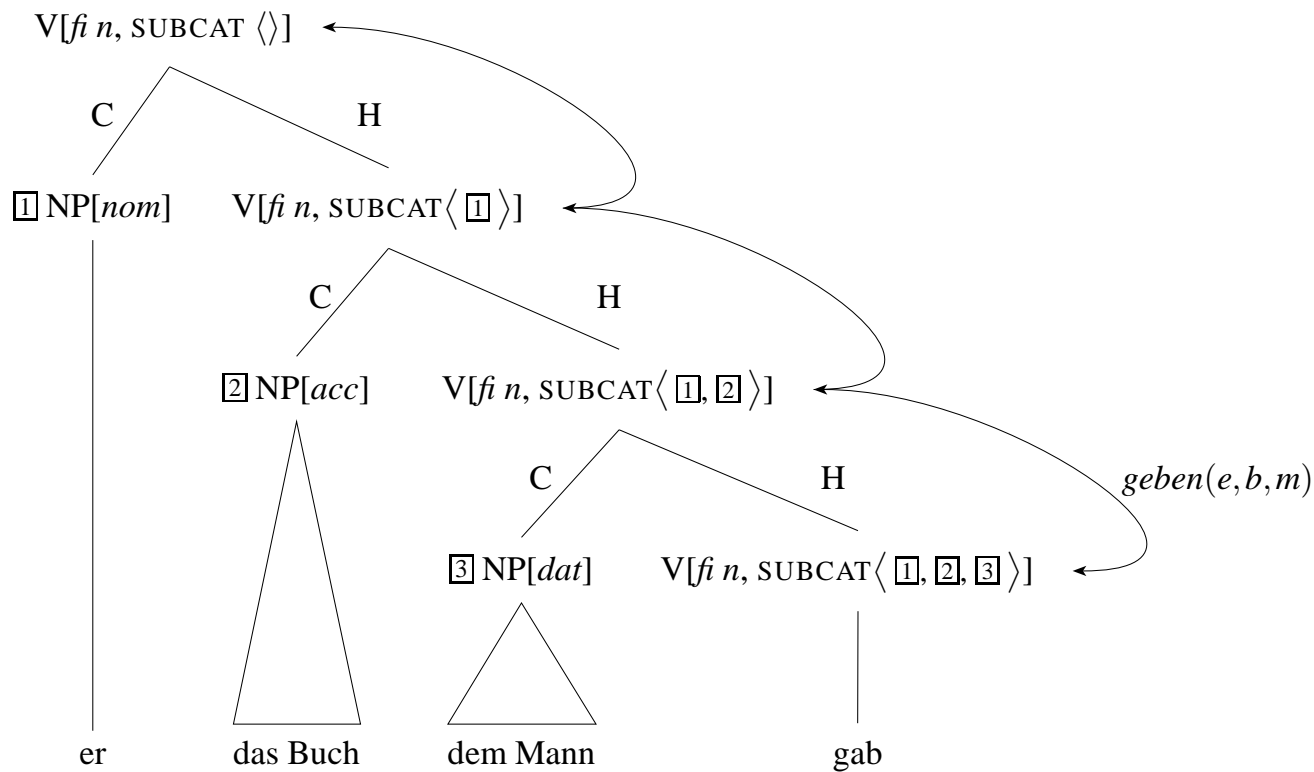 V[fin, SUBCAT ⟨⟩]
C H
1 NP[nom] V[fin, SUBCAT⟨ 1 ⟩]
C H
2 NP[acc] V[fin, SUBCAT⟨ 1, 2 ⟩]
C H geben(e, b, m)
3 NP[dat] V[fin, SUBCAT⟨ 1, 2, 3 ⟩]
er das Buch dem Mann gab